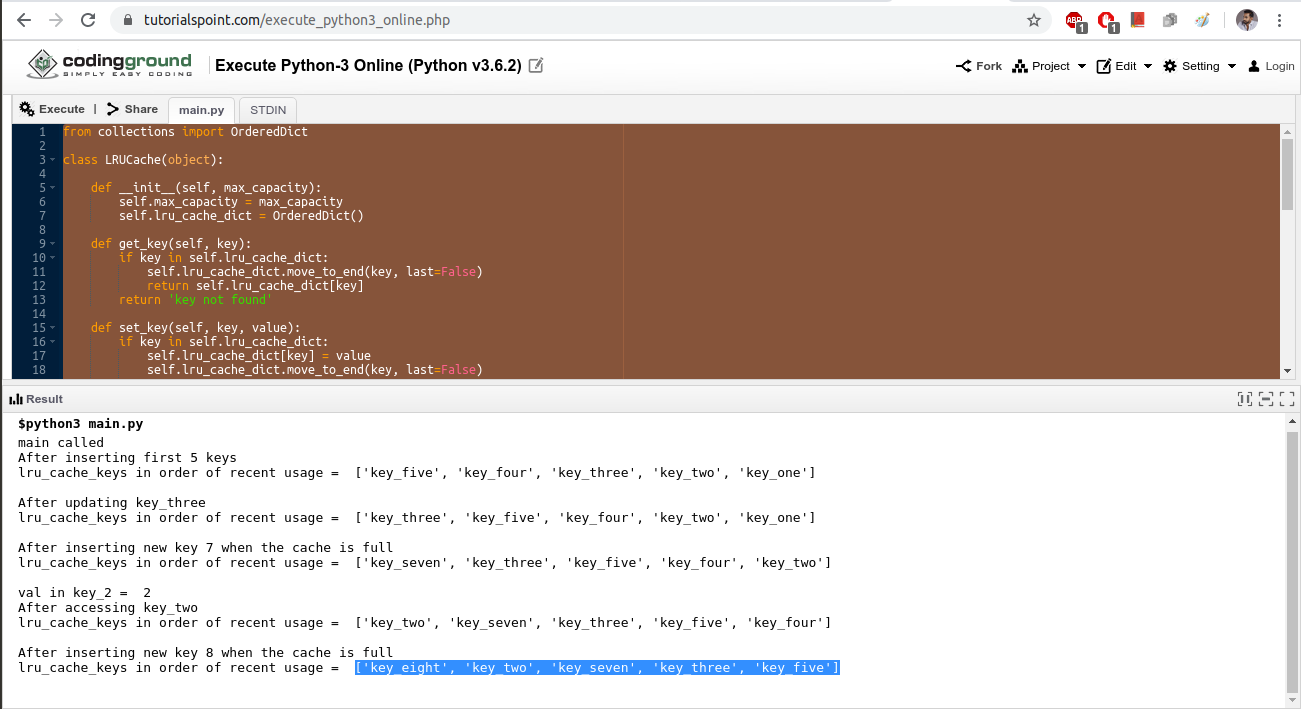 tutorialspoint.com/execute_python3_online.php
ABP
1
1
codingground
SIMPLY EASY CODING
Execute Python-3 Online (Python v3.6.2)
Fork Project Edit Setting Login
Execute | Share main.py STDIN
1 from collections import OrderedDict
2
3 class LRUCache(object):
4
5     def __init__(self, max_capacity):
6         self.max_capacity = max_capacity
7         self.lru_cache_dict = OrderedDict()
8
9     def get_key(self, key):
10         if key in self.lru_cache_dict:
11             self.lru_cache_dict.move_to_end(key, last=False)
12             return self.lru_cache_dict[key]
13         return 'key not found'
14
15     def set_key(self, key, value):
16         if key in self.lru_cache_dict:
17             self.lru_cache_dict[key] = value
18             self.lru_cache_dict.move_to_end(key, last=False)
Result
$python3 main.py
main called
After inserting first 5 keys
lru_cache_keys in order of recent usage =  ['key_five', 'key_four', 'key_three', 'key_two', 'key_one']
After updating key_three
lru_cache_keys in order of recent usage =  ['key_three', 'key_five', 'key_four', 'key_two', 'key_one']
After inserting new key 7 when the cache is full
lru_cache_keys in order of recent usage =  ['key_seven', 'key_three', 'key_five', 'key_four', 'key_two']
val in key_2 =  2
After accessing key_two
lru_cache_keys in order of recent usage =  ['key_two', 'key_seven', 'key_three', 'key_five', 'key_four']
After inserting new key 8 when the cache is full
lru_cache_keys in order of recent usage =  ['key_eight', 'key_two', 'key_seven', 'key_three', 'key_five']